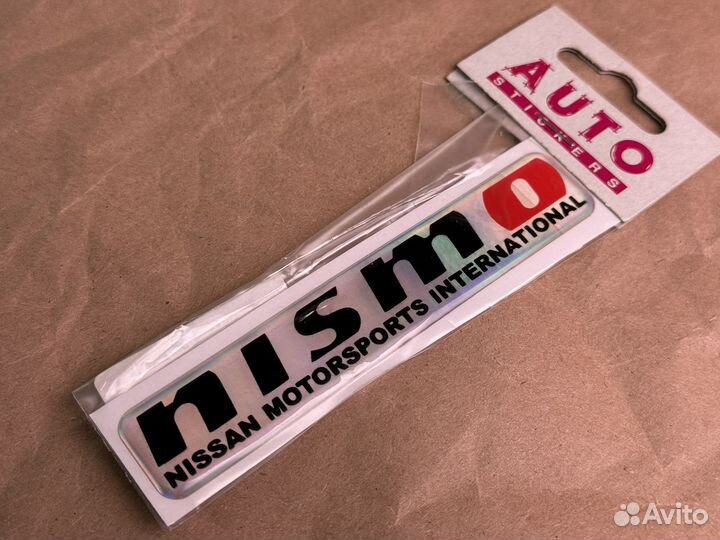 AUTO
STICKERS
nismo
NISSAN MOTORSPORTS INTERNATIONAL
Avito